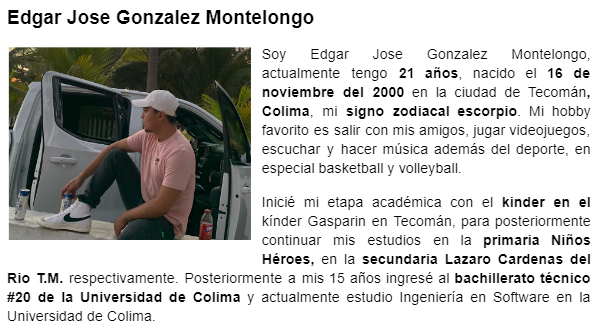 Edgar Jose Gonzalez Montelongo
Soy Edgar Jose Gonzalez Montelongo,
actualmente tengo 21 años, nacido el 16 de
noviembre del 2000 en la ciudad de Tecomán,
Colima, mi signo zodiacal escorpio. Mi hobby
favorito es salir con mis amigos, jugar videojuegos,
escuchar y hacer música además del deporte, en
especial basketball y volleyball.
Inicié mi etapa académica con el kinder en el
kínder Gasparin en Tecomán, para posteriormente
continuar mis estudios en la primaria Niños
Héroes, en la secundaria Lazaro Cardenas del
Rio T.M. respectivamente. Posteriormente a mis 15 años ingresé al bachillerato técnico
#20 de la Universidad de Colima y actualmente estudio Ingeniería en Software en la
Universidad de Colima.